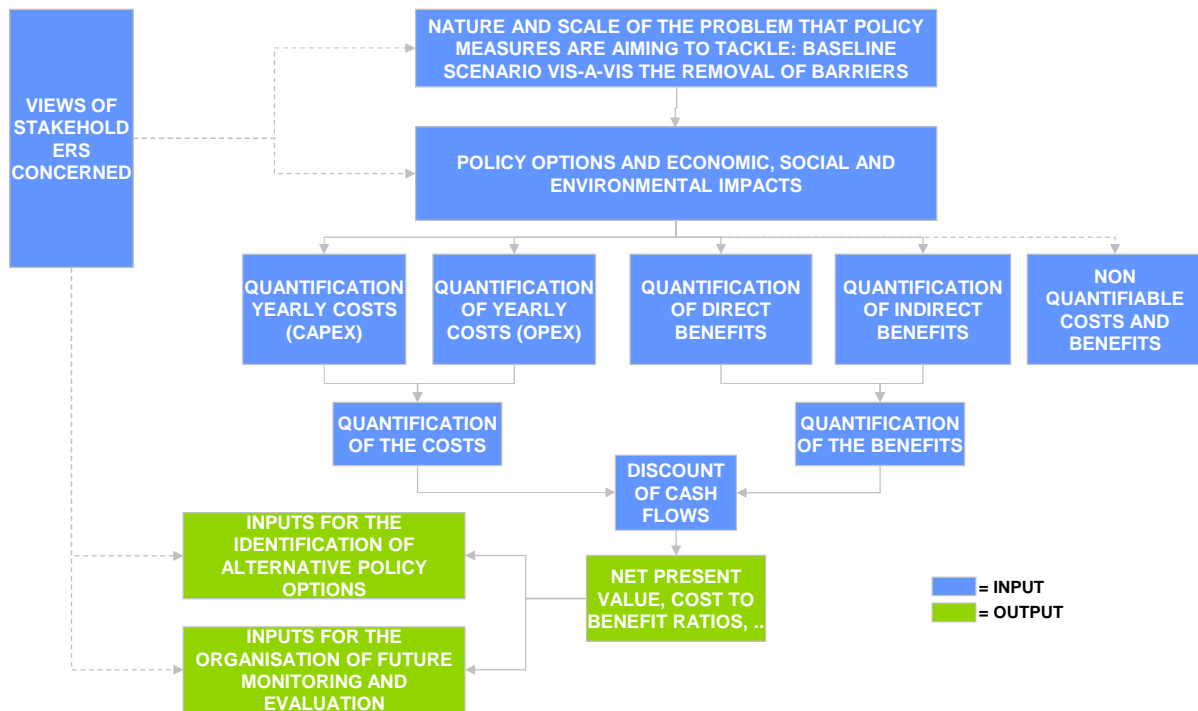 NATURE AND SCALE OF THE PROBLEM THAT POLICY
MEASURES ARE AIMING TO TACKLE: BASELINE
SCENARIO VIS-A-VIS THE REMOVAL OF BARRIERS
VIEWS OF
STAKEHOLD
ERS
CONCERNED
POLICY OPTIONS AND ECONOMIC, SOCIAL AND
ENVIRONMENTAL IMPACTS
QUANTIFICATION
YEARLY COSTS
(CAPEX)
QUANTIFICATION
OF YEARLY
COSTS (OPEX)
QUANTIFICATION
OF DIRECT
BENEFITS
QUANTIFICATION
OF INDIRECT
BENEFITS
NON
QUANTIFIABLE
COSTS AND
BENEFITS
QUANTIFICATION
OF THE COSTS
QUANTIFICATION
OF THE BENEFITS
DISCOUNT
OF CASH
FLOWS
INPUTS FOR THE
IDENTIFICATION OF
ALTERNATIVE POLICY
OPTIONS
NET PRESENT
VALUE, COST TO
BENEFIT RATIOS, ..
INPUTS FOR THE
ORGANISATION OF FUTURE
MONITORING AND
EVALUATION
= INPUT
= OUTPUT